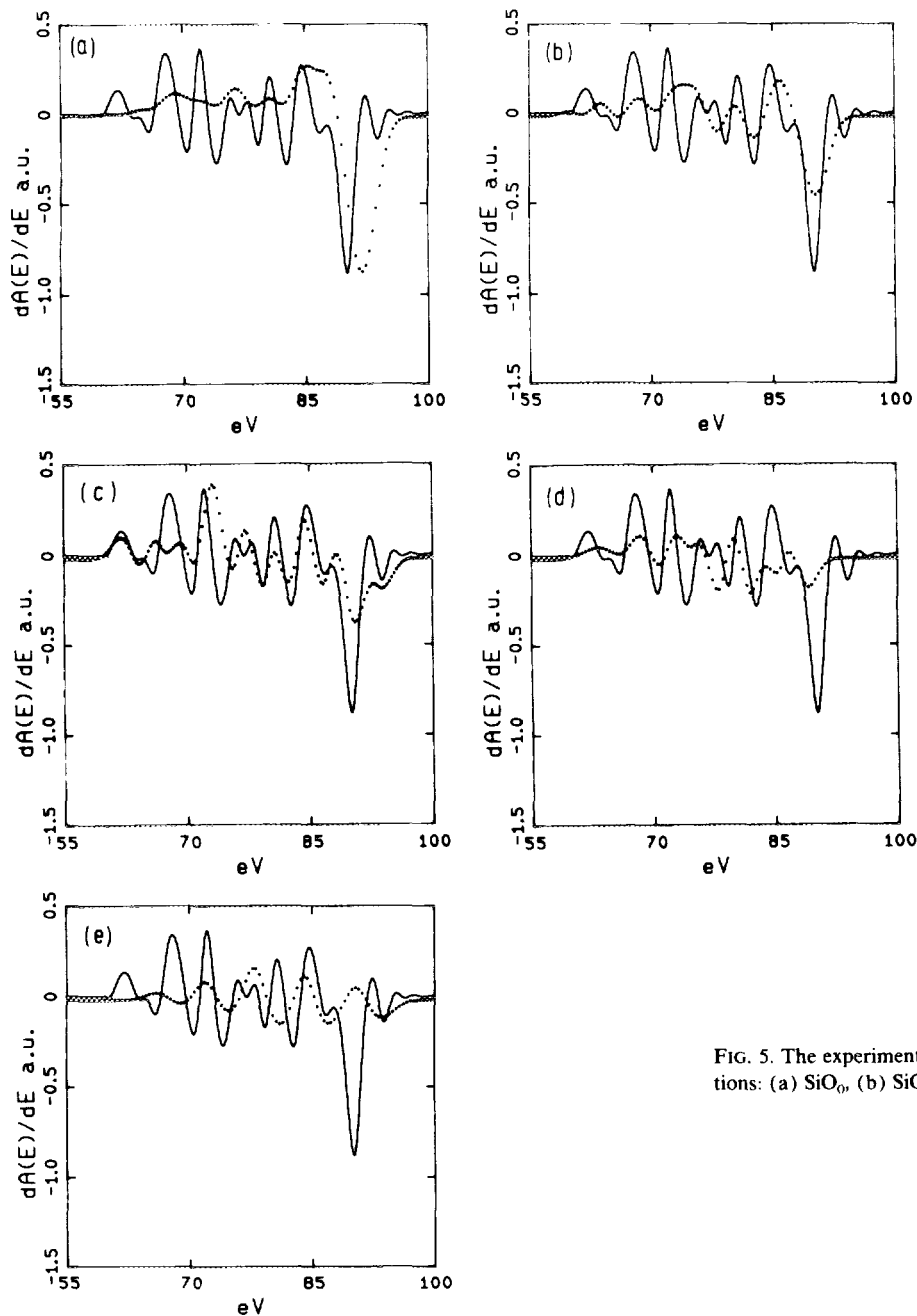 (a)
0.5
0
-0.5
-1.0
-1.5
dA(E)/dE a.u.
55 70 85 100
eV
(b)
0.5
0
-0.5
-1.0
-1.5
dA(E)/dE a.u.
55 70 85 100
eV
(c)
0.5
0
-0.5
-1.0
-1.5
dA(E)/dE a.u.
55 70 85 100
eV
(d)
0.5
0
-0.5
-1.0
-1.5
dA(E)/dE a.u.
55 70 85 100
eV
(e)
0.5
0
-0.5
-1.0
-1.5
dA(E)/dE a.u.
55 70 85 100
eV
FIG. 5. The experiment
tions: (a) SiO₀, (b) SiO